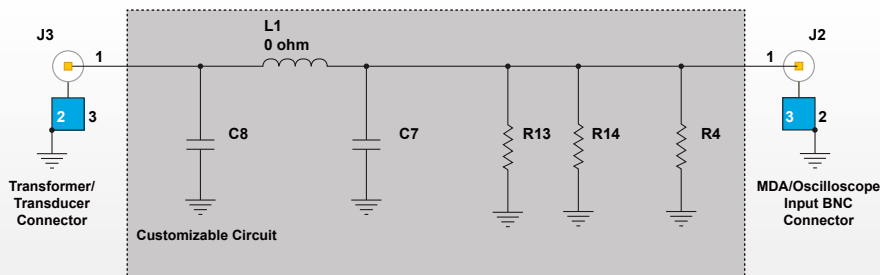 J3
1
2
3
Transformer/
Transducer
Connector
L1
0 ohm
C8
C7
R13
R14
R4
Customizable Circuit
J2
1
3
2
MDA/Oscilloscope
Input BNC
Connector